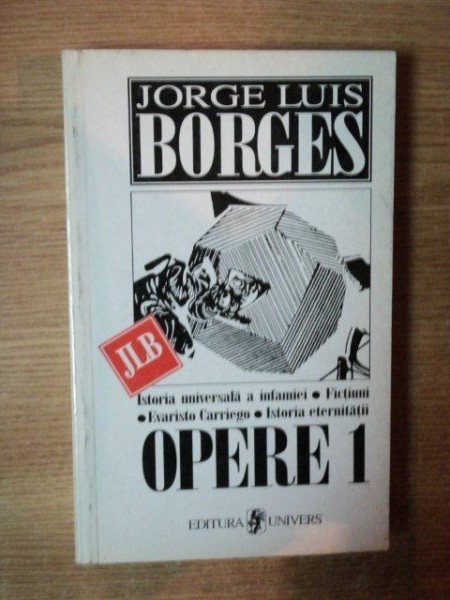 JORGE LUIS
BORGES
JLB
Istoria universală a infamiei • Ficțiuni
• Evaristo Carriego • Istoria eternității
OPERE 1
EDITURA UNIVERS